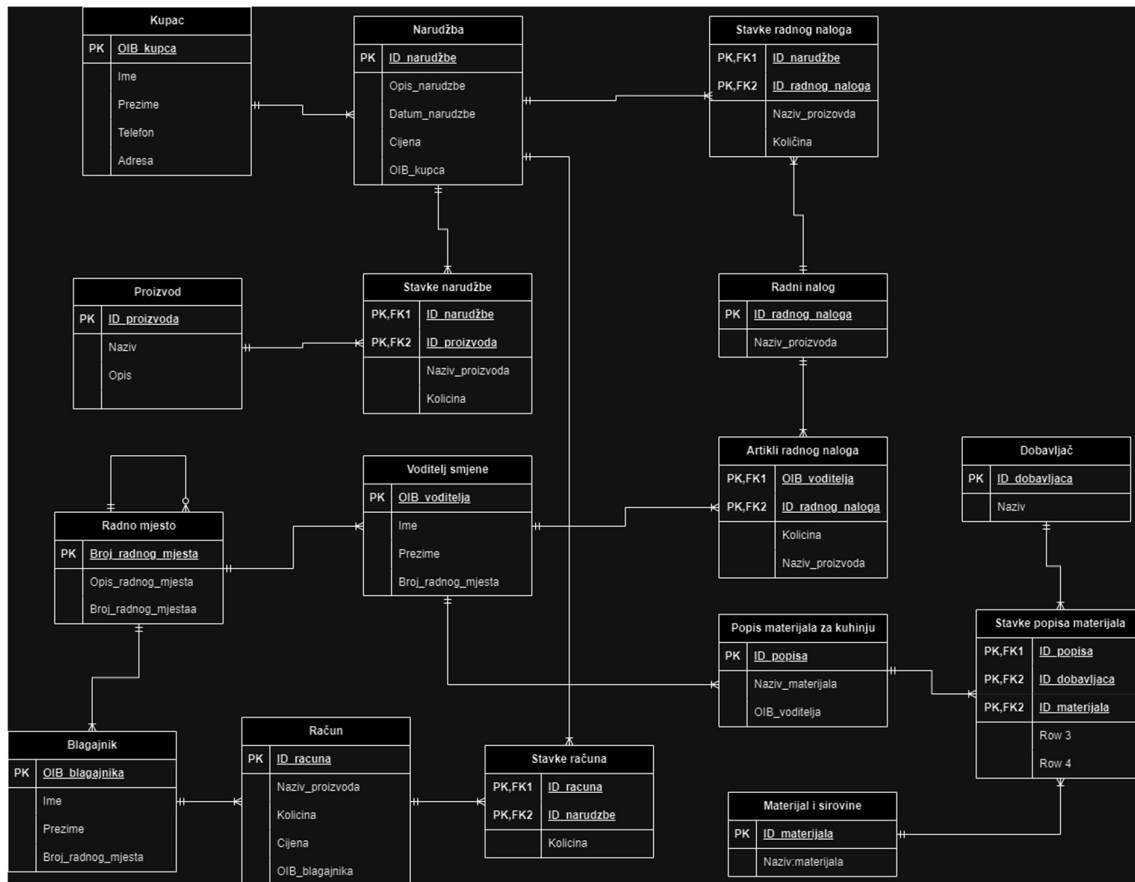 Kupac
PK OIB_kupca
Ime
Prezime
Telefon
Adresa
Narudžba
PK ID_narudžbe
Opis_narudzbe
Datum_narudzbe
Cijena
OIB_kupca
Stavke radnog naloga
PK,FK1 ID_narudžbe
PK,FK2 ID_radnog_naloga
Naziv_proizovda
Količina
Proizvod
PK ID_proizvoda
Naziv
Opis
Stavke narudžbe
PK,FK1 ID_narudžbe
PK,FK2 ID_proizvoda
Naziv_proizvoda
Kolicina
Radni nalog
PK ID_radnog_naloga
Naziv_proizvoda
Radno mjesto
PK Broj_radnog_mjesta
Opis_radnog_mjesta
Broj_radnog_mjestaa
Voditelj smjene
PK OIB_voditelja
Ime
Prezime
Broj_radnog_mjesta
Artikli radnog naloga
PK,FK1 OIB_voditelja
PK,FK2 ID_radnog_naloga
Kolicina
Naziv_proizvoda
Dobavljač
PK ID_dobavljaca
Naziv
Popis materijala za kuhinju
PK ID_popisa
Naziv_materijala
OIB_voditelja
Stavke popisa materijala
PK,FK1 ID_popisa
PK,FK2 ID_dobavljaca
PK,FK2 ID_materijala
Row 3
Row 4
Blagajnik
PK OIB_blagajnika
Ime
Prezime
Broj_radnog_mjesta
Račun
PK ID_racuna
Naziv_proizvoda
Kolicina
Cijena
OIB_blagajnika
Stavke računa
PK,FK1 ID_racuna
PK,FK2 ID_narudzbe
Kolicina
Materijal i sirovine
PK ID_materijala
Naziv:materijala